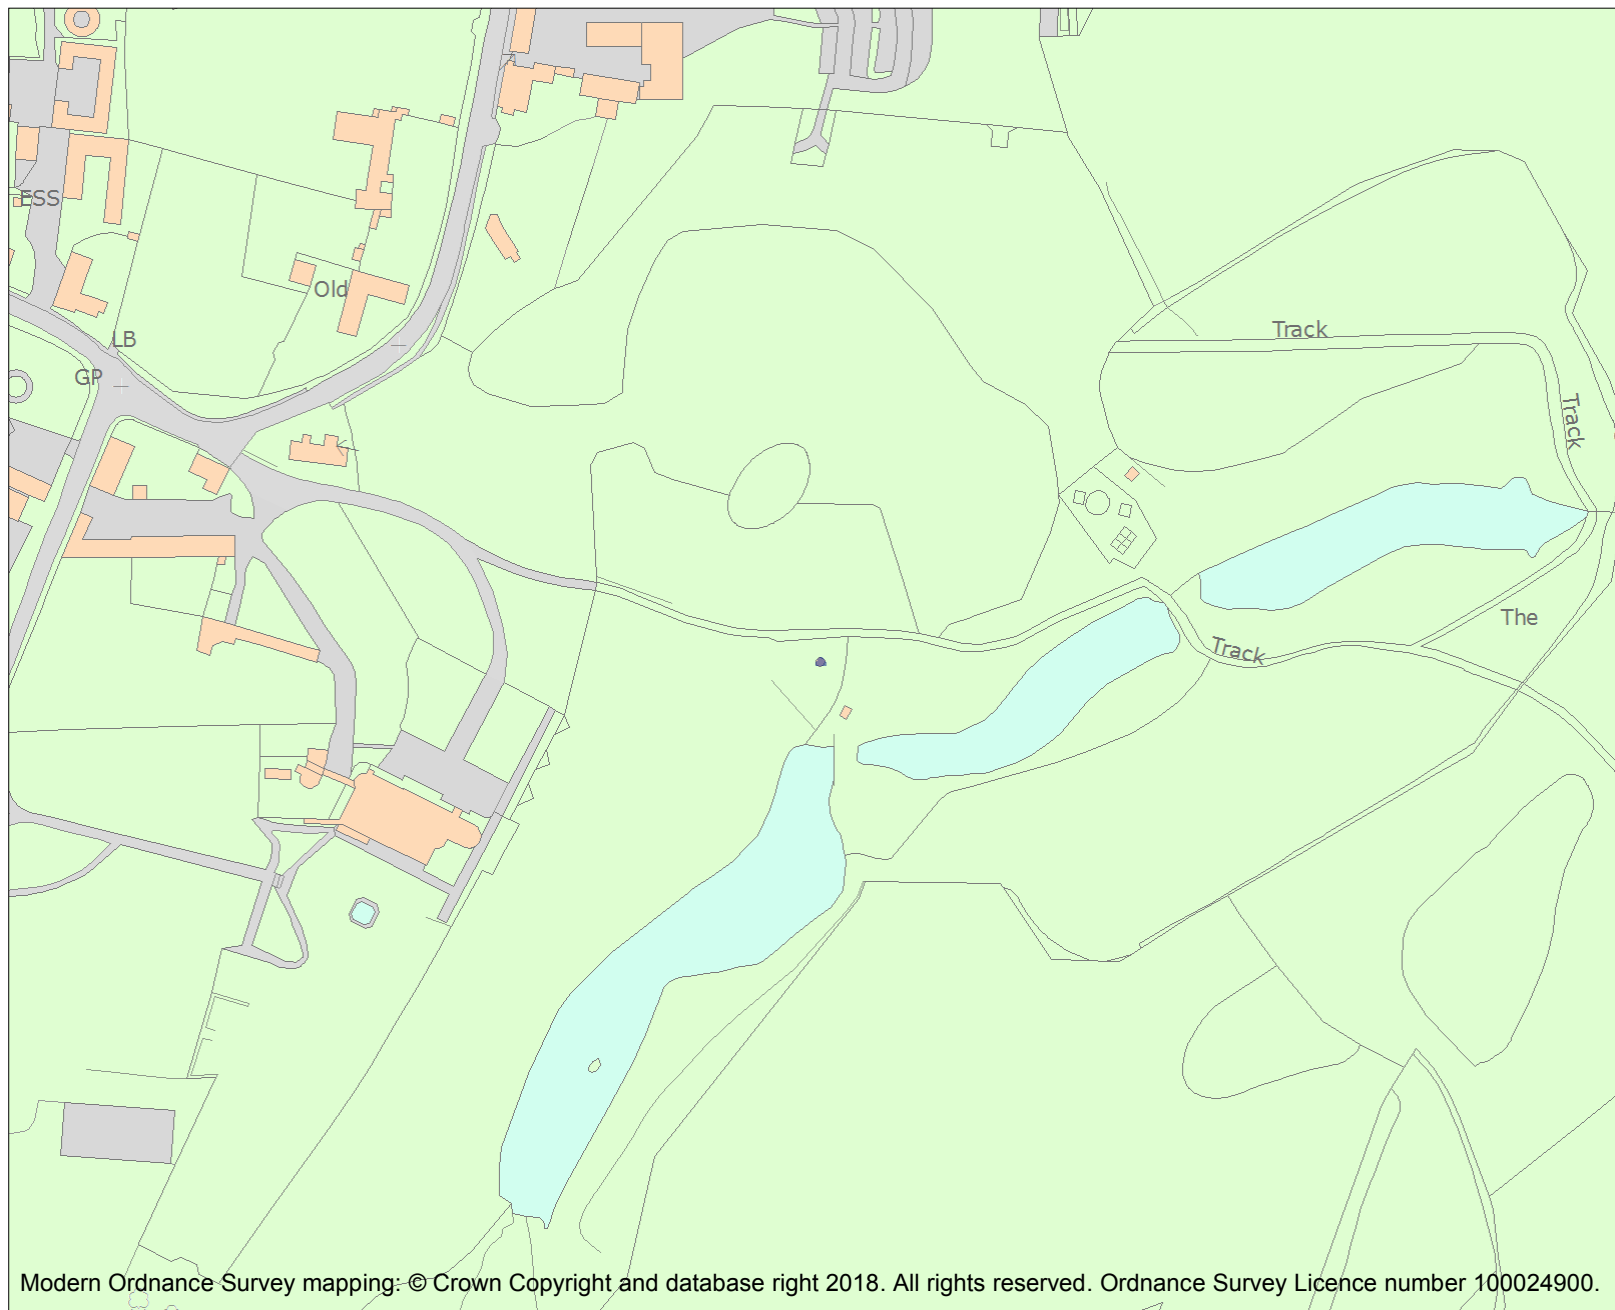 ESS
Old
LB
GP
Track
Track
The
Track
Modern Ordnance Survey mapping: © Crown Copyright and database right 2018. All rights reserved. Ordnance Survey Licence number 100024900.